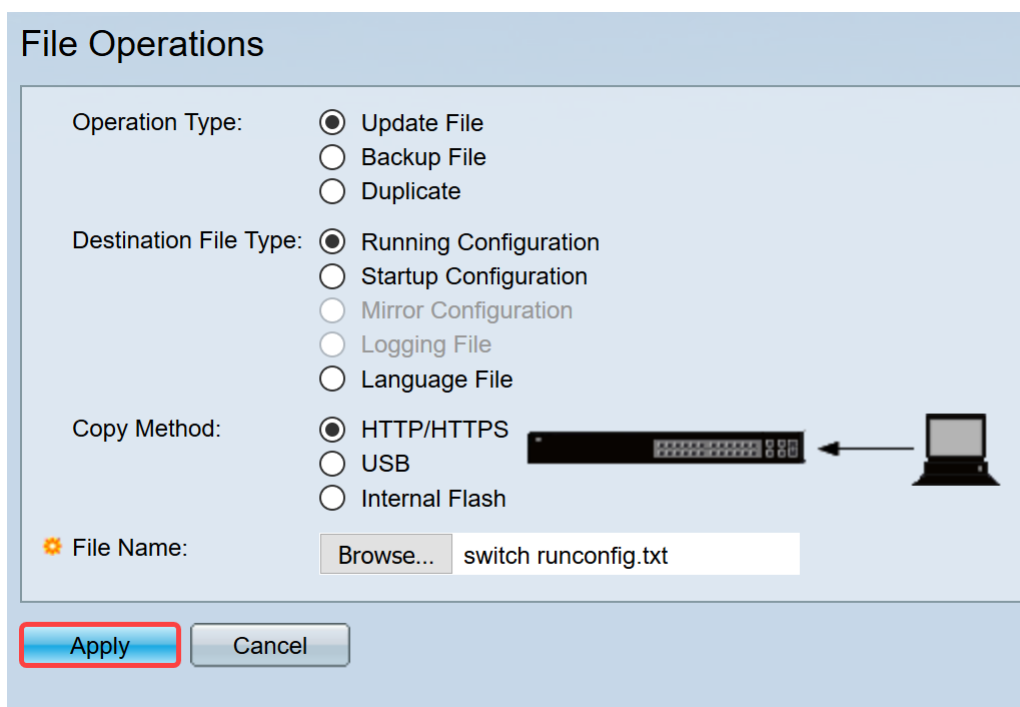 File Operations
Operation Type: Update File
Backup File
Duplicate
Destination File Type: Running Configuration
Startup Configuration
Mirror Configuration
Logging File
Language File
Copy Method: HTTP/HTTPS
USB
Internal Flash
File Name: Browse... switch runconfig.txt
Apply Cancel